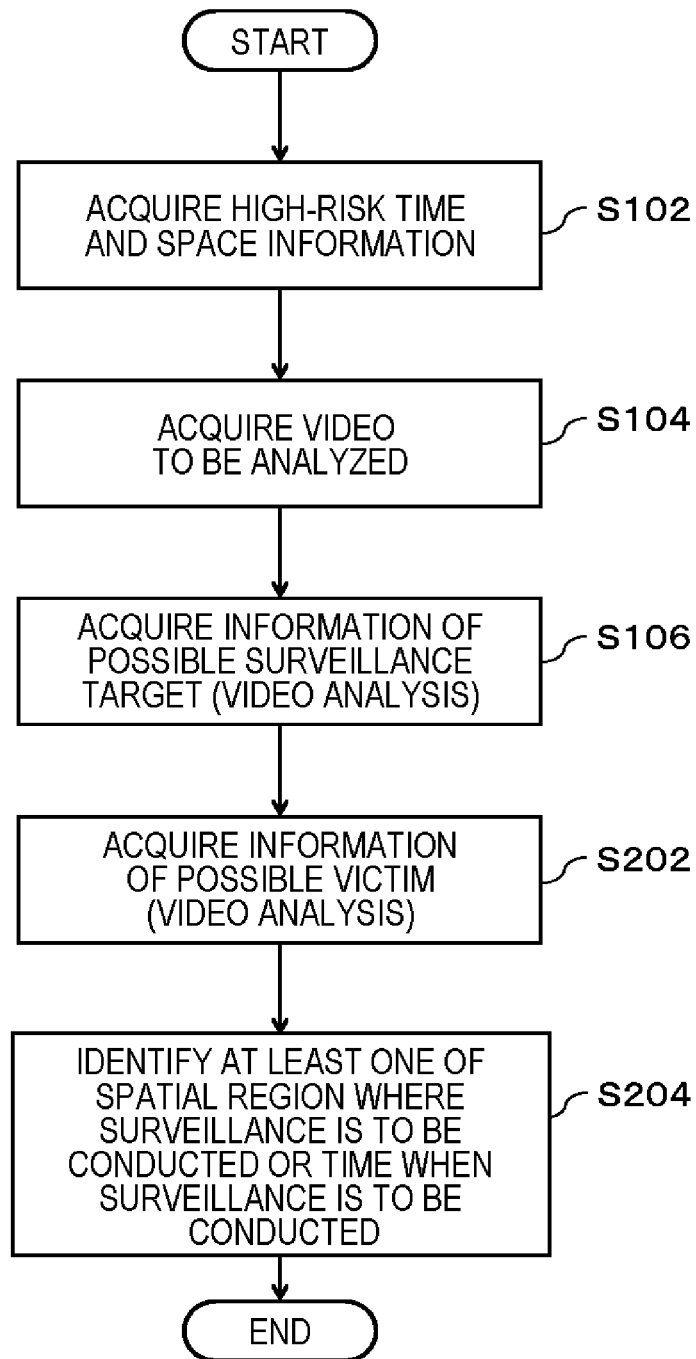 START
ACQUIRE HIGH-RISK TIME
AND SPACE INFORMATION
S102
ACQUIRE VIDEO
TO BE ANALYZED
S104
ACQUIRE INFORMATION OF
POSSIBLE SURVEILLANCE
TARGET (VIDEO ANALYSIS)
S106
ACQUIRE INFORMATION
OF POSSIBLE VICTIM
(VIDEO ANALYSIS)
S202
IDENTIFY AT LEAST ONE OF
SPATIAL REGION WHERE
SURVEILLANCE IS TO BE
CONDUCTED OR TIME WHEN
SURVEILLANCE IS TO BE
CONDUCTED
S204
END